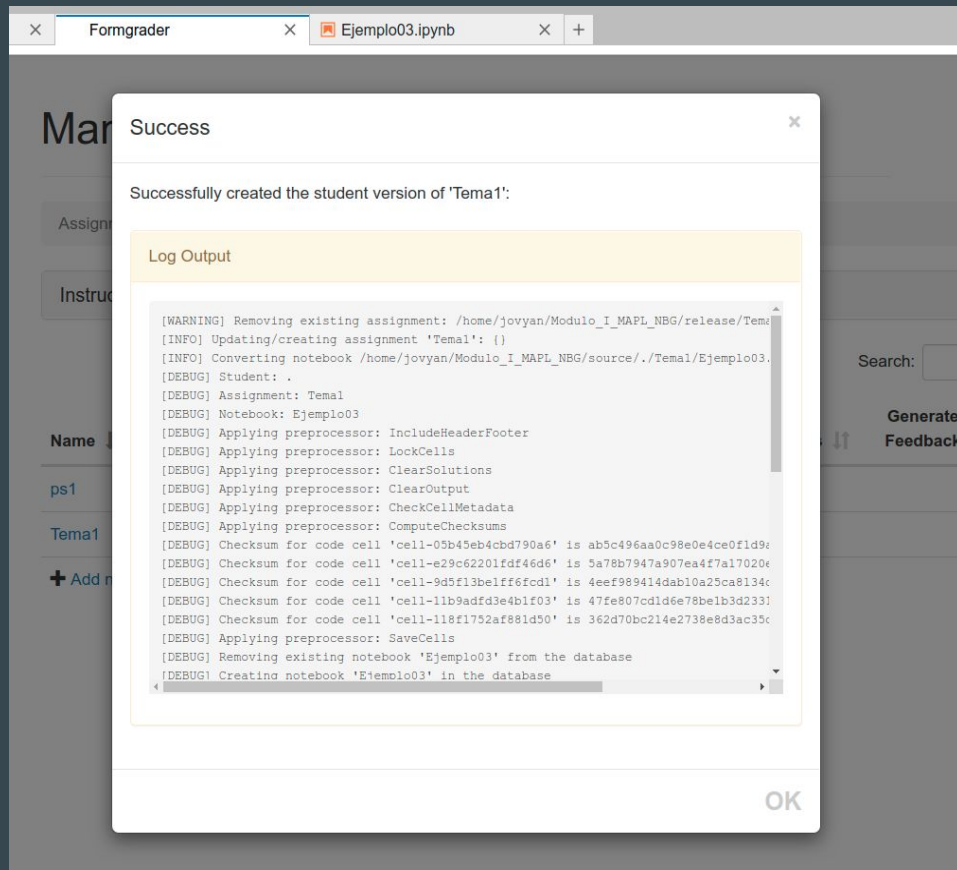 Formgrader
Ejemplo03.ipynb
Success
Successfully created the student version of 'Tema1':
Assignm
Log Output
Instruc
[WARNING] Removing existing assignment: /home/jovyan/Modulo_I_MAPL_NBG/release/Tema
[INFO] Updating/creating assignment 'Tema1': {}
[INFO] Converting notebook /home/jovyan/Modulo_I_MAPL_NBG/source/./Tema1/Ejemplo03.
[DEBUG] Student: .
[DEBUG] Assignment: Tema1
[DEBUG] Notebook: Ejemplo03
[DEBUG] Applying preprocessor: IncludeHeaderFooter
[DEBUG] Applying preprocessor: LockCells
[DEBUG] Applying preprocessor: ClearSolutions
[DEBUG] Applying preprocessor: ClearOutput
[DEBUG] Applying preprocessor: CheckCellMetadata
[DEBUG] Applying preprocessor: ComputeChecksums
[DEBUG] Checksum for code cell 'cell-05b45eb4cbd790a6' is ab5c496aa0c98e0e4ce0f1d9a
[DEBUG] Checksum for code cell 'cell-e29c62201fdf46d6' is 5a78b7947a907ea4f7a17020e
[DEBUG] Checksum for code cell 'cell-9d5f13be1ff6fcd1' is 4eef989414dab10a25ca8134c
[DEBUG] Checksum for code cell 'cell-11b9adfd3e4b1f03' is 47fe807cd1d6e78be1b3d2331
[DEBUG] Checksum for code cell 'cell-118f1752af881d50' is 362d70bc214e2738e8d3ac35c
[DEBUG] Applying preprocessor: SaveCells
[DEBUG] Removing existing notebook 'Ejemplo03' from the database
[DEBUG] Creating notebook 'Ejemplo03' in the database
Search:
Name
Generate
Feedback
ps1
Tema1
Add n
OK